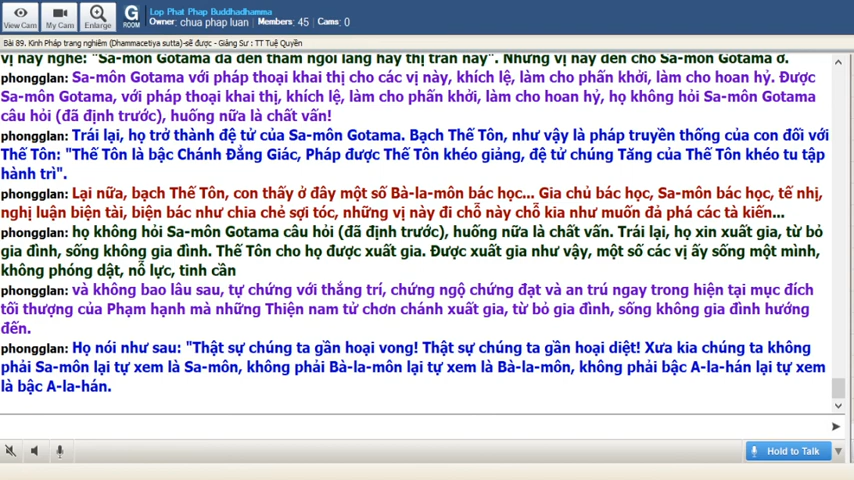 Lop Phat Phap Buddhadhamma
Owner: chua phap luan  Members: 45  Cams: 0
View Cam  My Cam  Enlarge  G ROOM
Bài 89. Kinh Pháp trang nghiêm (Dhammacetiya sutta)-sẽ được - Giảng Sư : TT Tuệ Quyền
vị này nghe: "Sa-môn Gotama đã đến thăm ngôi làng hay thị trấn này". Những vị này đến chỗ Sa-môn Gotama ở.
phongglan: Sa-môn Gotama với pháp thoại khai thị cho các vị này, khích lệ, làm cho phấn khởi, làm cho hoan hỷ. Được
Sa-môn Gotama, với pháp thoại khai thị, khích lệ, làm cho phấn khởi, làm cho hoan hỷ, họ không hỏi Sa-môn Gotama
câu hỏi (đã định trước), huống nữa là chất vấn!
phongglan: Trái lại, họ trở thành đệ tử của Sa-môn Gotama. Bạch Thế Tôn, như vậy là pháp truyền thống của con đối với
Thế Tôn: "Thế Tôn là bậc Chánh Đẳng Giác, Pháp được Thế Tôn khéo giảng, đệ tử chúng Tăng của Thế Tôn khéo tu tập
hành trì".
phongglan: Lại nữa, bạch Thế Tôn, con thấy ở đây một số Bà-la-môn bác học... Gia chủ bác học, Sa-môn bác học, tế nhị,
nghị luận biện tài, biện bác như chia chẻ sợi tóc, những vị này đi chỗ này chỗ kia như muốn đả phá các tà kiến...
phongglan: họ không hỏi Sa-môn Gotama câu hỏi (đã định trước), huống nữa là chất vấn. Trái lại, họ xin xuất gia, từ bỏ
gia đình, sống không gia đình. Thế Tôn cho họ được xuất gia. Được xuất gia như vậy, một số các vị ấy sống một mình,
không phóng dật, nỗ lực, tinh cần
phongglan: và không bao lâu sau, tự chứng với thắng trí, chứng ngộ chứng đạt và an trú ngay trong hiện tại mục đích
tối thượng của Phạm hạnh mà những Thiện nam tử chơn chánh xuất gia, từ bỏ gia đình, sống không gia đình hướng
đến.
phongglan: Họ nói như sau: "Thật sự chúng ta gần hoại vong! Thật sự chúng ta gần hoại diệt! Xưa kia chúng ta không
phải Sa-môn lại tự xem là Sa-môn, không phải Bà-la-môn lại tự xem là Bà-la-môn, không phải bậc A-la-hán lại tự xem
là bậc A-la-hán.
Hold to Talk